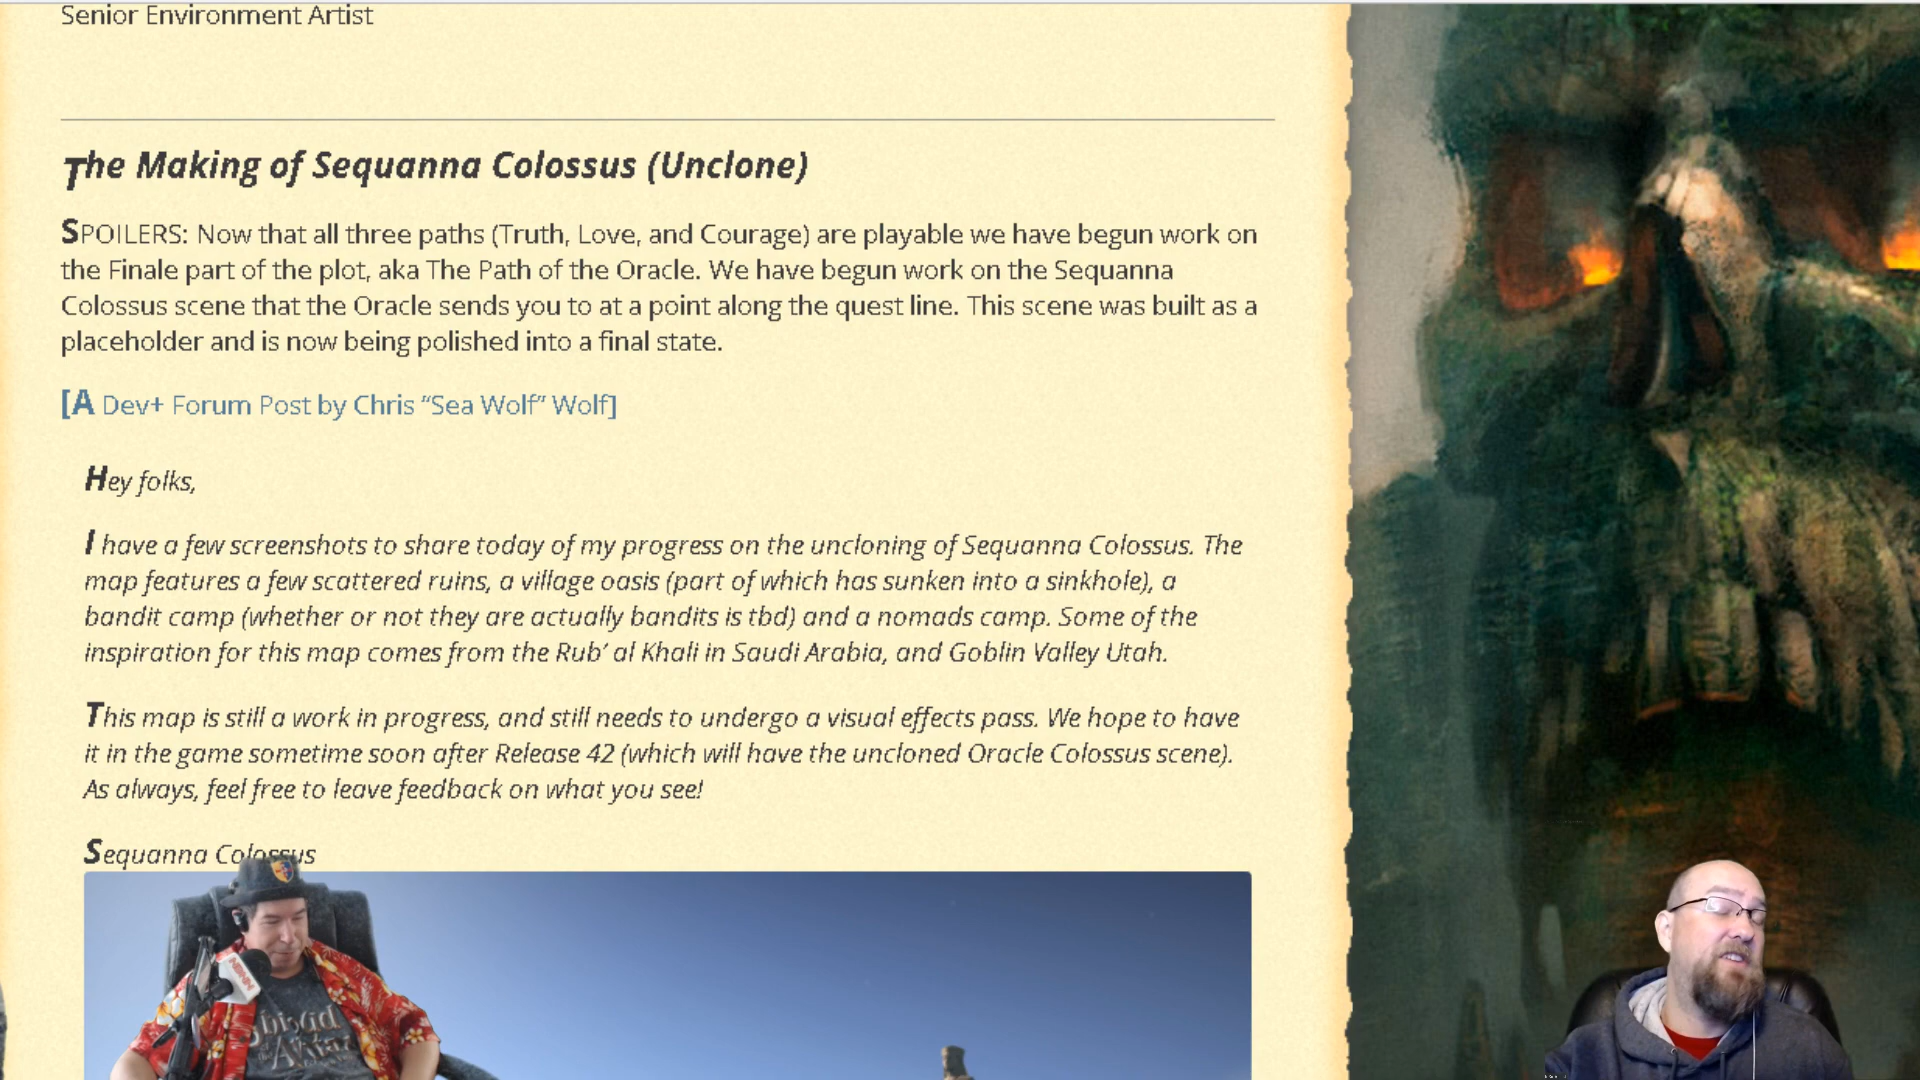 Senior Environment Artist
The Making of Sequanna Colossus (Unclone)
SPOILERS: Now that all three paths (Truth, Love, and Courage) are playable we have begun work on
the Finale part of the plot, aka The Path of the Oracle. We have begun work on the Sequanna
Colossus scene that the Oracle sends you to at a point along the quest line. This scene was built as a
placeholder and is now being polished into a final state.
[A Dev+ Forum Post by Chris “Sea Wolf” Wolf]
Hey folks,
I have a few screenshots to share today of my progress on the uncloning of Sequanna Colossus. The
map features a few scattered ruins, a village oasis (part of which has sunken into a sinkhole), a
bandit camp (whether or not they are actually bandits is tbd) and a nomads camp. Some of the
inspiration for this map comes from the Rub’ al Khali in Saudi Arabia, and Goblin Valley Utah.
This map is still a work in progress, and still needs to undergo a visual effects pass. We hope to have
it in the game sometime soon after Release 42 (which will have the uncloned Oracle Colossus scene).
As always, feel free to leave feedback on what you see!
Sequanna Colossus